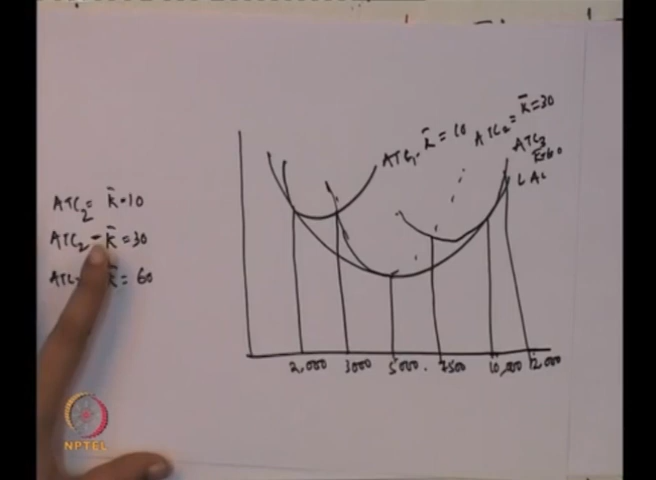 ATC₁, K̄ = 10
ATC₂ = K̄ = 30
ATC₃
K̄=60
LAC
ATC₂ = K̄ = 10
ATC₂ = K̄ = 30
ATC K̄ = 60
2,000 3000 5000. 7500 10,000 12,000
NPTEL